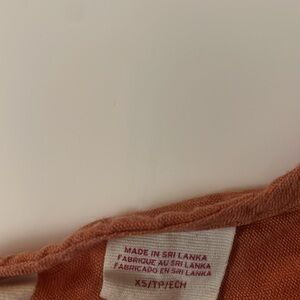 MADE IN SRI LANKA
FABRIQUE AU SRI LANKA
FABRICADO EN SRI LANKA
XS/TP/ECH